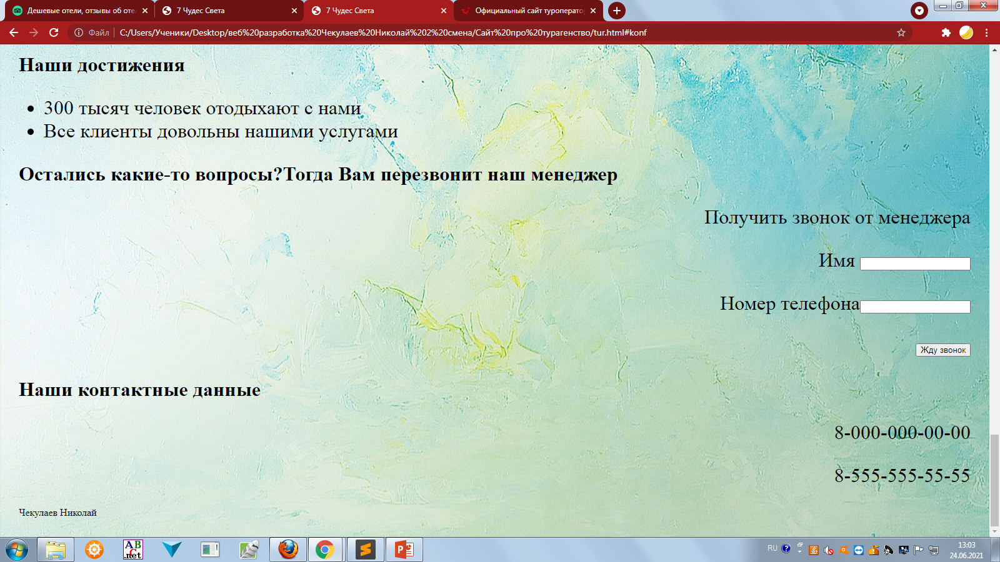 Дешевые отели, отзывы об оте
7 Чудес Света
7 Чудес Света
Официальный сайт туроператор
Файл
C:/Users/Ученики/Desktop/веб%20разработка%20Чекулаев%20Николай%202%20смена/Сайт%20про%20турагенство/tur.html#konf
Наши достижения
300 тысяч человек отодыхают с нами
Все клиенты довольны нашими услугами
Остались какие-то вопросы?Тогда Вам перезвонит наш менеджер
Получить звонок от менеджера
Имя
Номер телефона
Жду звонок
Наши контактные данные
8-000-000-00-00
8-555-555-55-55
Чекулаев Николай
ABC
.net
RU
13:03
24.06.2021